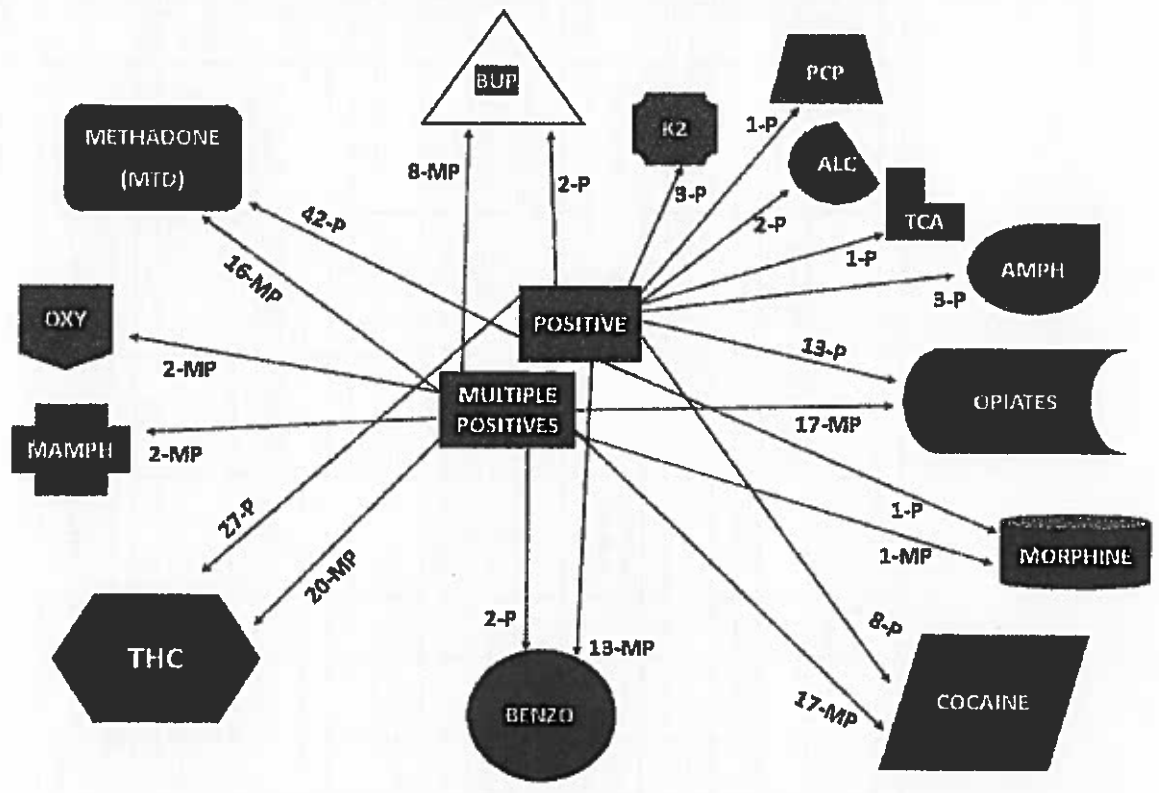 BUP
PCP
K2
METHADONE
(MTD)
1-P
8-MP
ALC
2-P
3-P
TCA
42-P
2-P
1-P
AMPH
16-MP
3-P
OXY
POSITIVE
13-P
2-MP
MULTIPLE
POSITIVES
OPIATES
17-MP
MAMPH
2-MP
27-P
1-P
20-MP
1-MP
MORPHINE
2-P
8-P
13-MP
THC
BENZO
17-MP
COCAINE